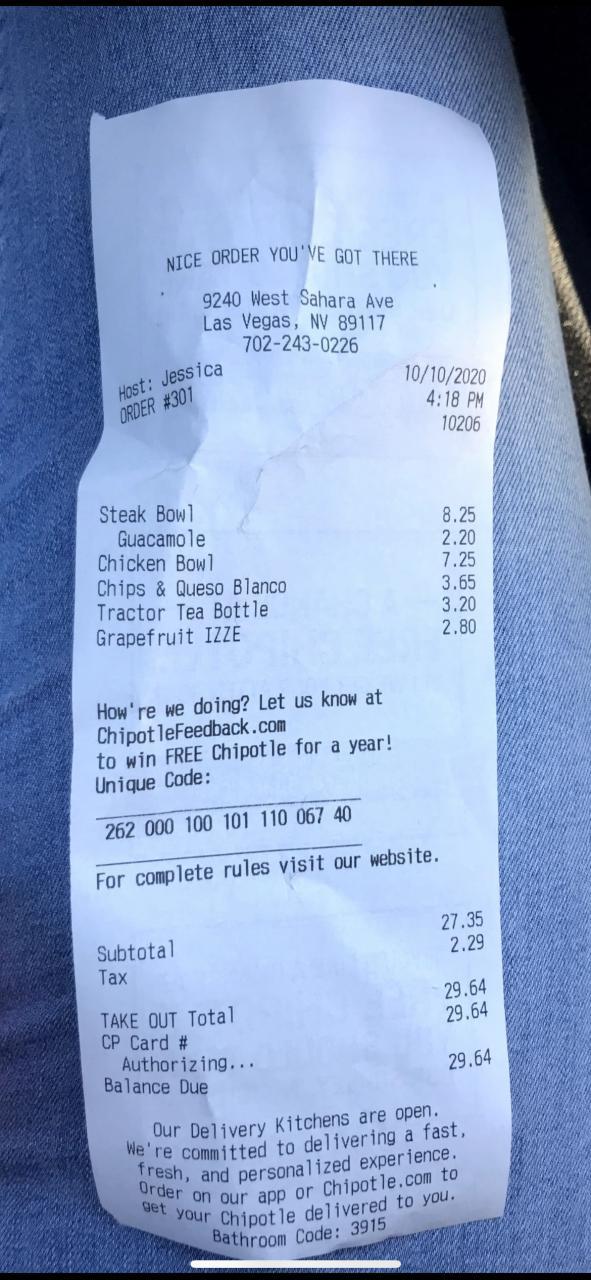 NICE ORDER YOU'VE GOT THERE
9240 West Sahara Ave
Las Vegas, NV 89117
702-243-0226
Host: Jessica 10/10/2020
ORDER #301 4:18 PM
10206
Steak Bowl 8.25
Guacamole 2.20
Chicken Bowl 7.25
Chips & Queso Blanco 3.65
Tractor Tea Bottle 3.20
Grapefruit IZZE 2.80
How're we doing? Let us know at
ChipotleFeedback.com
to win FREE Chipotle for a year!
Unique Code:
262 000 100 101 110 067 40
For complete rules visit our website.
Subtotal 27.35
Tax 2.29
TAKE OUT Total 29.64
CP Card # 29.64
Authorizing...
Balance Due 29.64
Our Delivery Kitchens are open.
We're committed to delivering a fast,
fresh, and personalized experience.
Order on our app or Chipotle.com to
get your Chipotle delivered to you.
Bathroom Code: 3915